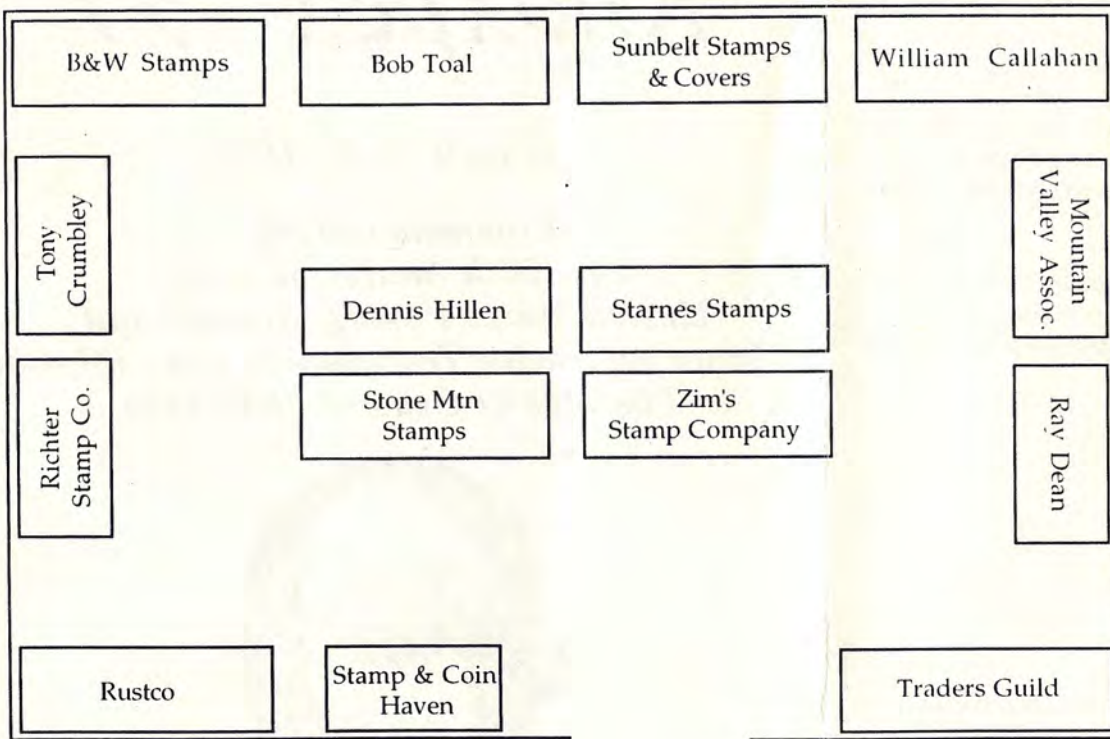 B&W Stamps
Bob Toal
Sunbelt Stamps
& Covers
William Callahan
Tony
Crumbley
Mountain
Valley Assoc.
Dennis Hillen
Starnes Stamps
Richter
Stamp Co.
Stone Mtn
Stamps
Zim's
Stamp Company
Ray Dean
Rustco
Stamp & Coin
Haven
Traders Guild